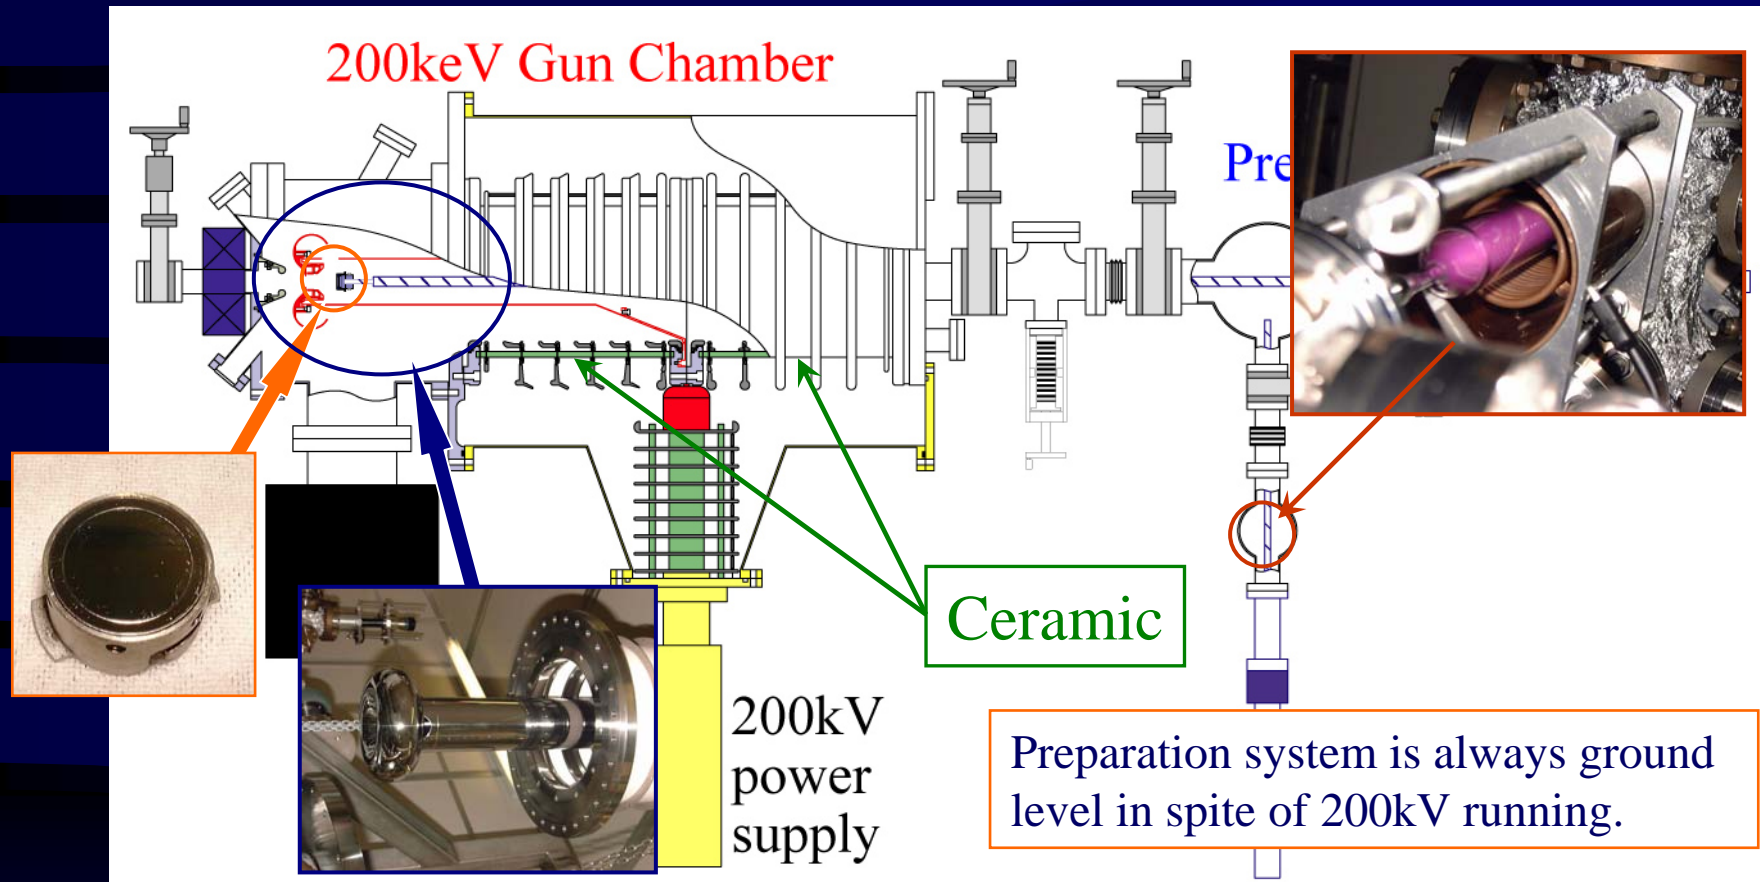 200keV Gun Chamber
Pre
Ceramic
200kV
power
supply
Preparation system is always ground
level in spite of 200kV running.